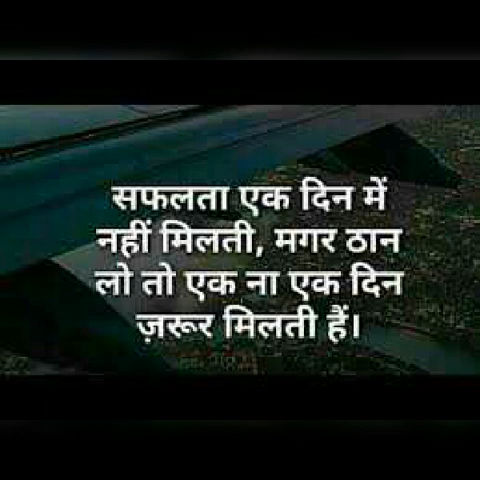 सफलता एक दिन में
नहीं मिलती, मगर ठान
लो तो एक ना एक दिन
ज़रूर मिलती हैं।